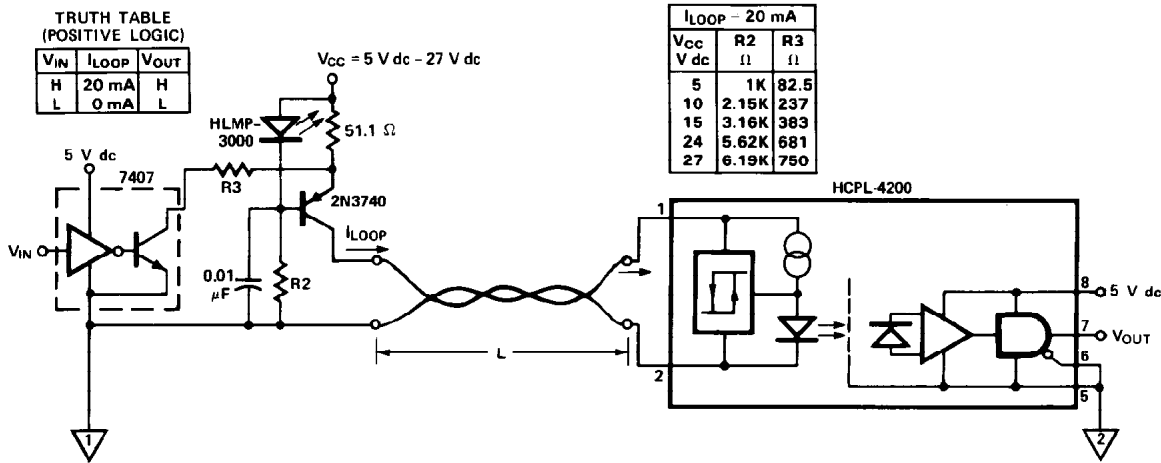 TRUTH TABLE
(POSITIVE LOGIC)
VIN ILOOP VOUT
H 20 mA H
L 0 mA L
VCC = 5 V dc – 27 V dc
HLMP-
3000
51.1 Ω
5 V dc
7407
R3
2N3740
VIN
ILOOP
0.01
μF
R2
L
1
ILOOP – 20 mA
VCC R2 R3
V dc Ω Ω
5 1K 82.5
10 2.15K 237
15 3.16K 383
24 5.62K 681
27 6.19K 750
HCPL-4200
1
2
8 5 V dc
7 VOUT
6
5
2